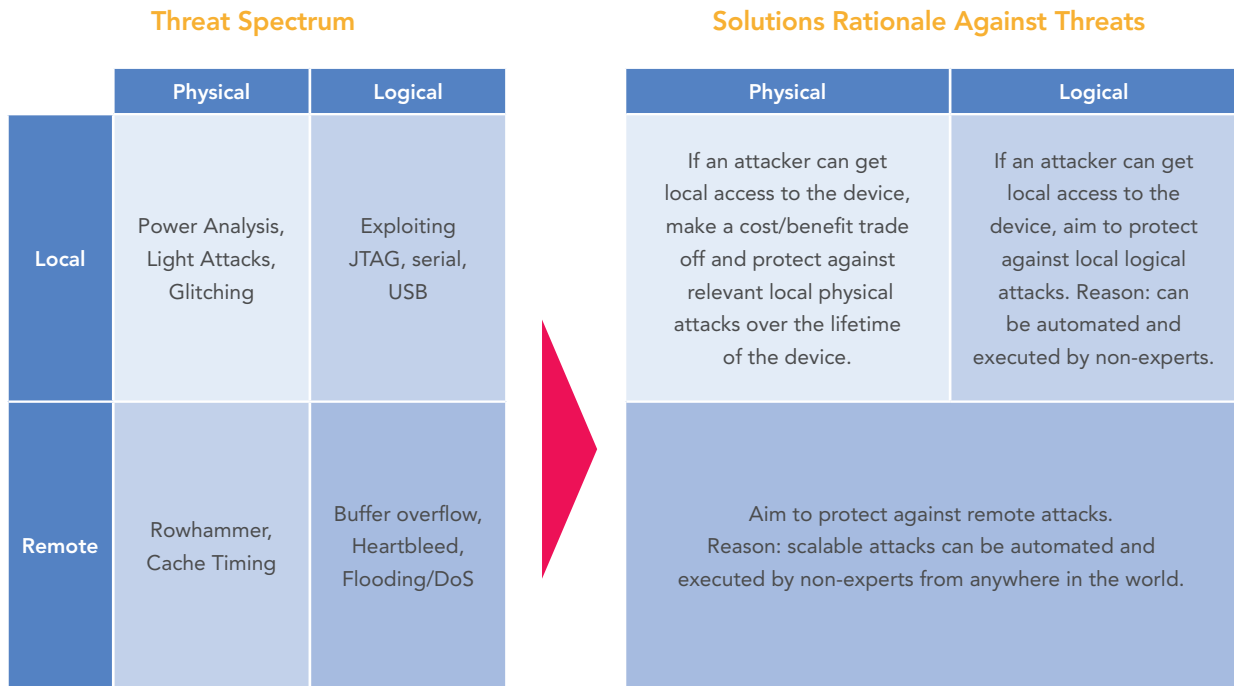 Threat Spectrum
Physical
Logical
Local
Power Analysis,
Light Attacks,
Glitching
Exploiting
JTAG, serial,
USB
Remote
Rowhammer,
Cache Timing
Buffer overflow,
Heartbleed,
Flooding/DoS
Solutions Rationale Against Threats
Physical
Logical
If an attacker can get
local access to the device,
make a cost/benefit trade
off and protect against
relevant local physical
attacks over the lifetime
of the device.
If an attacker can get
local access to the
device, aim to protect
against local logical
attacks. Reason: can
be automated and
executed by non-experts.
Aim to protect against remote attacks.
Reason: scalable attacks can be automated and
executed by non-experts from anywhere in the world.